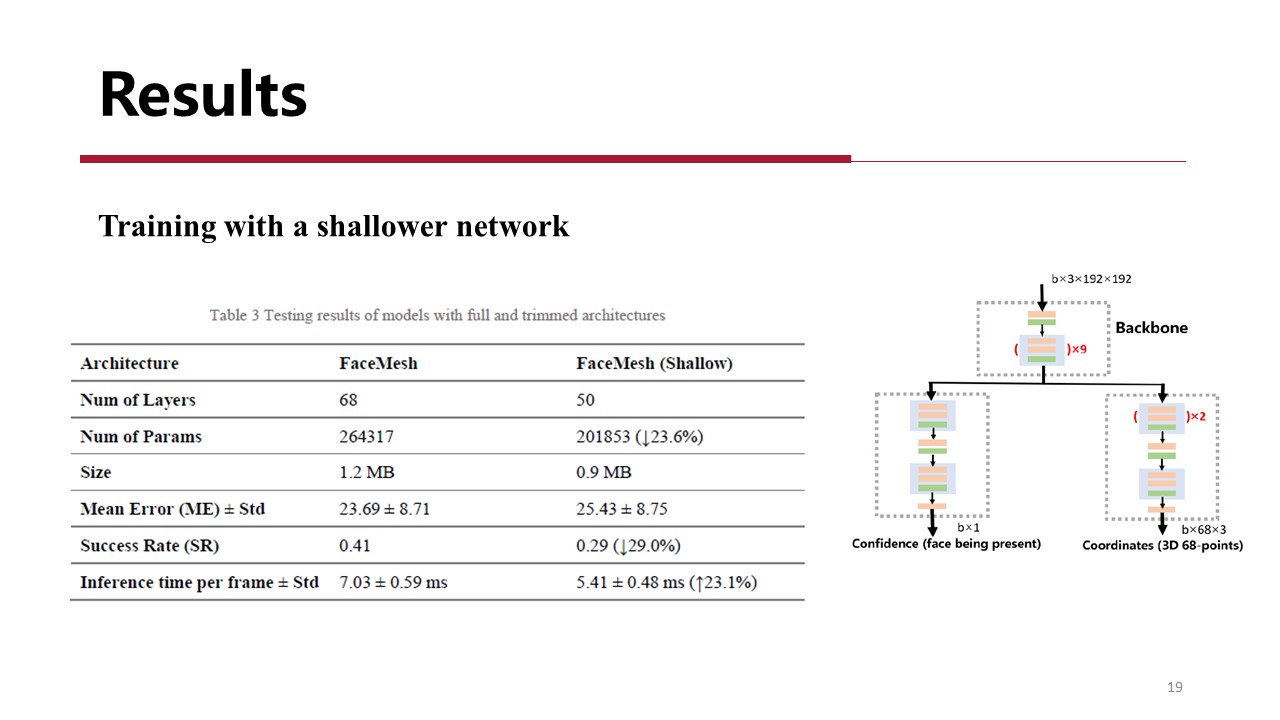 Results
Training with a shallower network
Table 3 Testing results of models with full and trimmed architectures
Architecture FaceMesh FaceMesh (Shallow)
Num of Layers 68 50
Num of Params 264317 201853 (↓23.6%)
Size 1.2 MB 0.9 MB
Mean Error (ME) ± Std 23.69 ± 8.71 25.43 ± 8.75
Success Rate (SR) 0.41 0.29 (↓29.0%)
Inference time per frame ± Std 7.03 ± 0.59 ms 5.41 ± 0.48 ms (↑23.1%)
b×3×192×192
Backbone
( )×9
( )×2
b×1
Confidence (face being present)
b×68×3
Coordinates (3D 68-points)
19